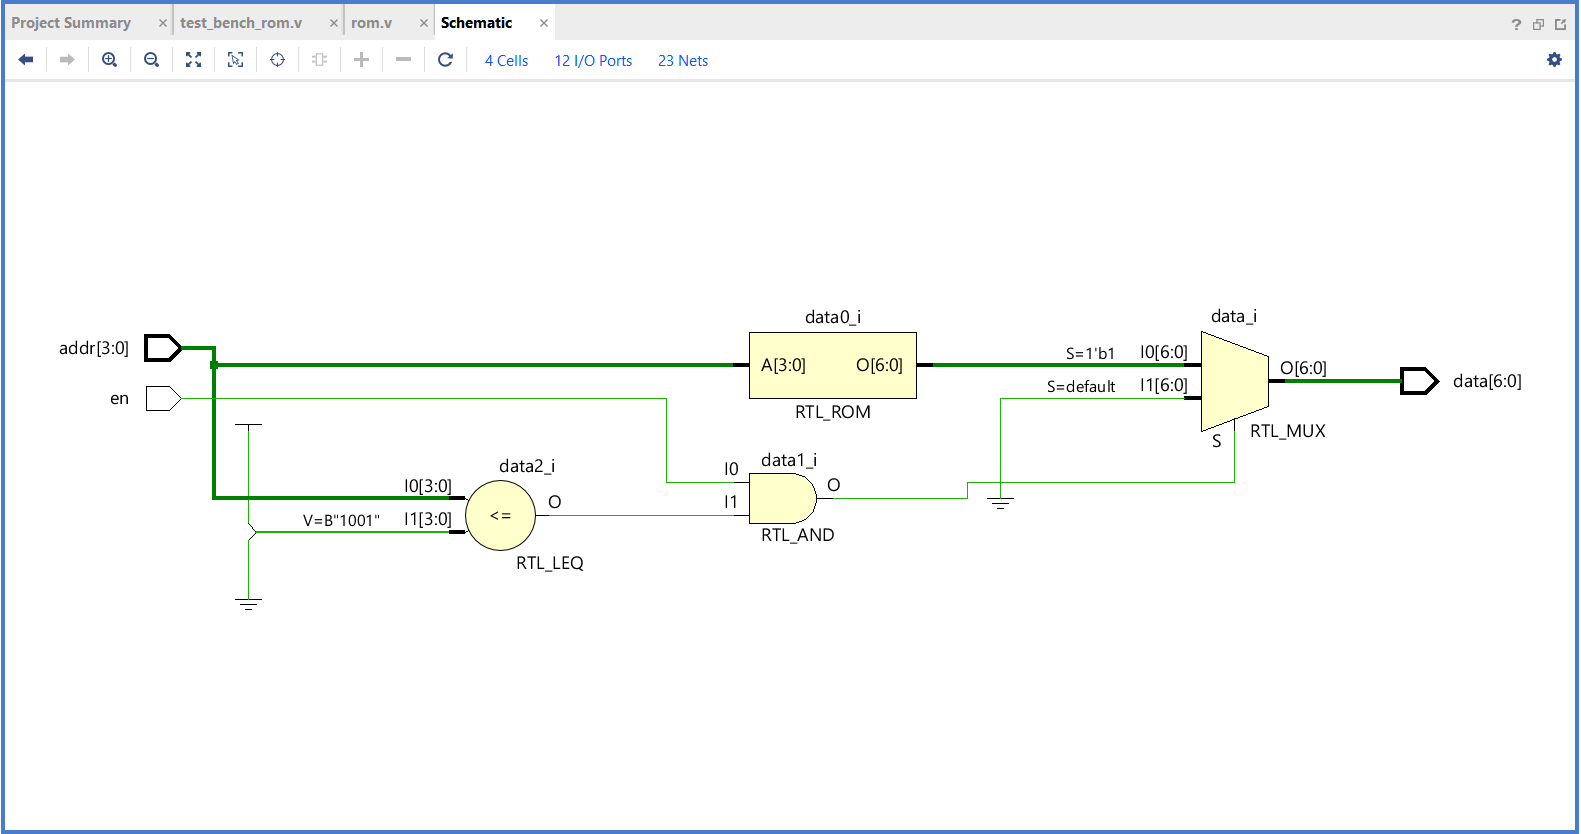 Project Summary × test_bench_rom.v × rom.v × Schematic ×
?
4 Cells 12 I/O Ports 23 Nets
addr[3:0]
en
data0_i
A[3:0] O[6:0]
RTL_ROM
data_i
S=1'b1 I0[6:0]
S=default I1[6:0]
O[6:0]
data[6:0]
S
RTL_MUX
data2_i
I0[3:0]
V=B"1001" I1[3:0]
<=
O
RTL_LEQ
data1_i
I0
I1
O
RTL_AND